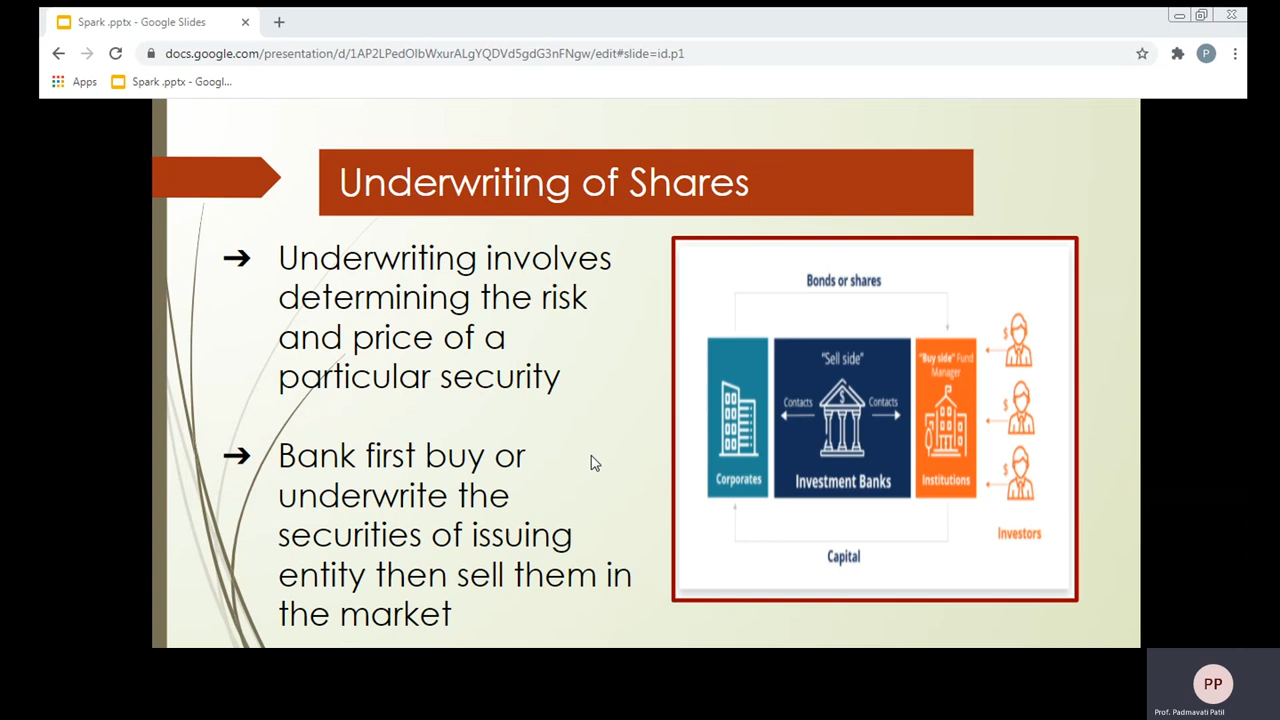 Spark .pptx - Google Slides
docs.google.com/presentation/d/1AP2LPedOlbWxurALgYQDVd5gdG3nFNgw/edit#slide=id.p1
P
Apps
Spark .pptx - Googl...
Underwriting of Shares
➔ Underwriting involves
determining the risk
and price of a
particular security
➔ Bank first buy or
underwrite the
securities of issuing
entity then sell them in
the market
Bonds or shares
"Sell side"
"Buy side" Fund
Manager
Contacts
Contacts
$
$
$
$
Corporates
Investment Banks
Institutions
Investors
Capital
PP
Prof. Padmavati Patil